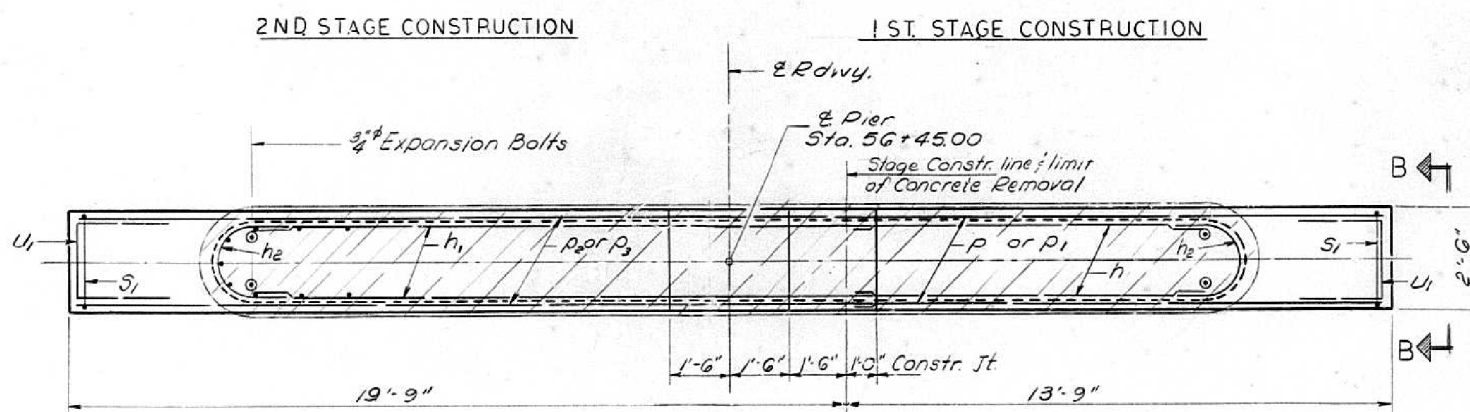 2ND STAGE CONSTRUCTION
1ST. STAGE CONSTRUCTION
℄ Rdwy.
℄ Pier
Sta. 56+45.00
3/4"φ Expansion Bolts
Stage Constr. line & limit
of Concrete Removal
B
U1
S1
h2
h1
p2 or p3
p or p1
h
h2
S1
U1
2'-6"
B
1'-6"
1'-6"
1'-6"
1'-0"
Constr. Jt.
19'-9"
13'-9"